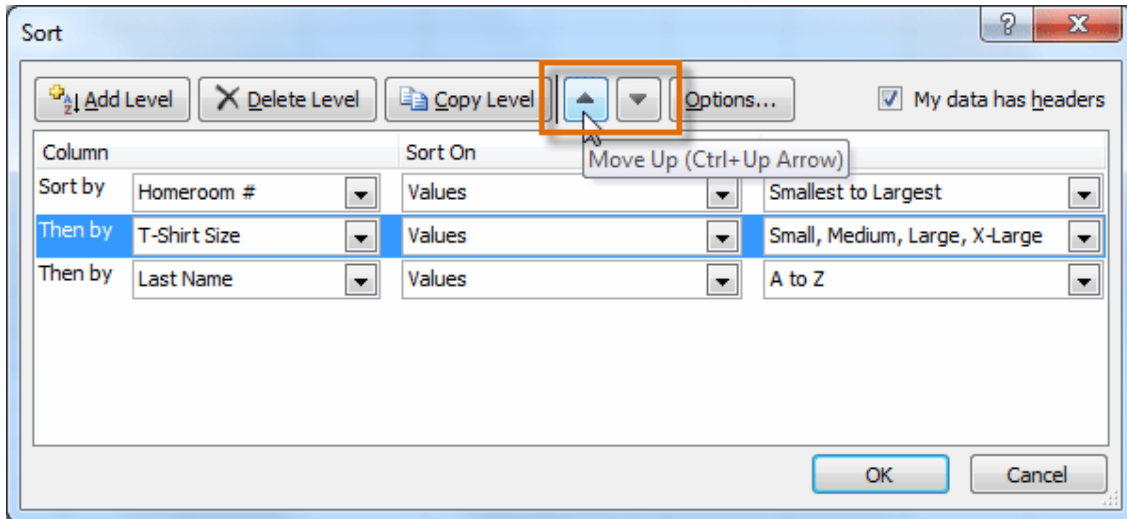 Sort
Add Level Delete Level Copy Level Options... My data has headers
Move Up (Ctrl+Up Arrow)
Column Sort On
Sort by Homeroom # Values Smallest to Largest
Then by T-Shirt Size Values Small, Medium, Large, X-Large
Then by Last Name Values A to Z
OK Cancel